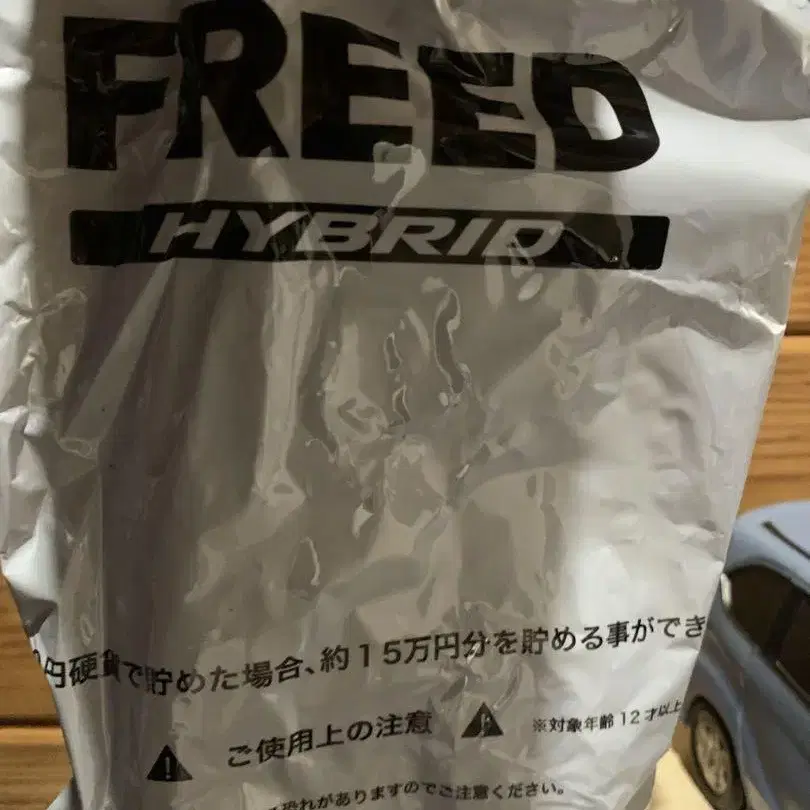 FREED
HYBRID
円硬貨で貯めた場合、約15万円分を貯める事ができ
ご使用上の注意 ※対象年齢12才以上
恐れがありますのでご注意ください。